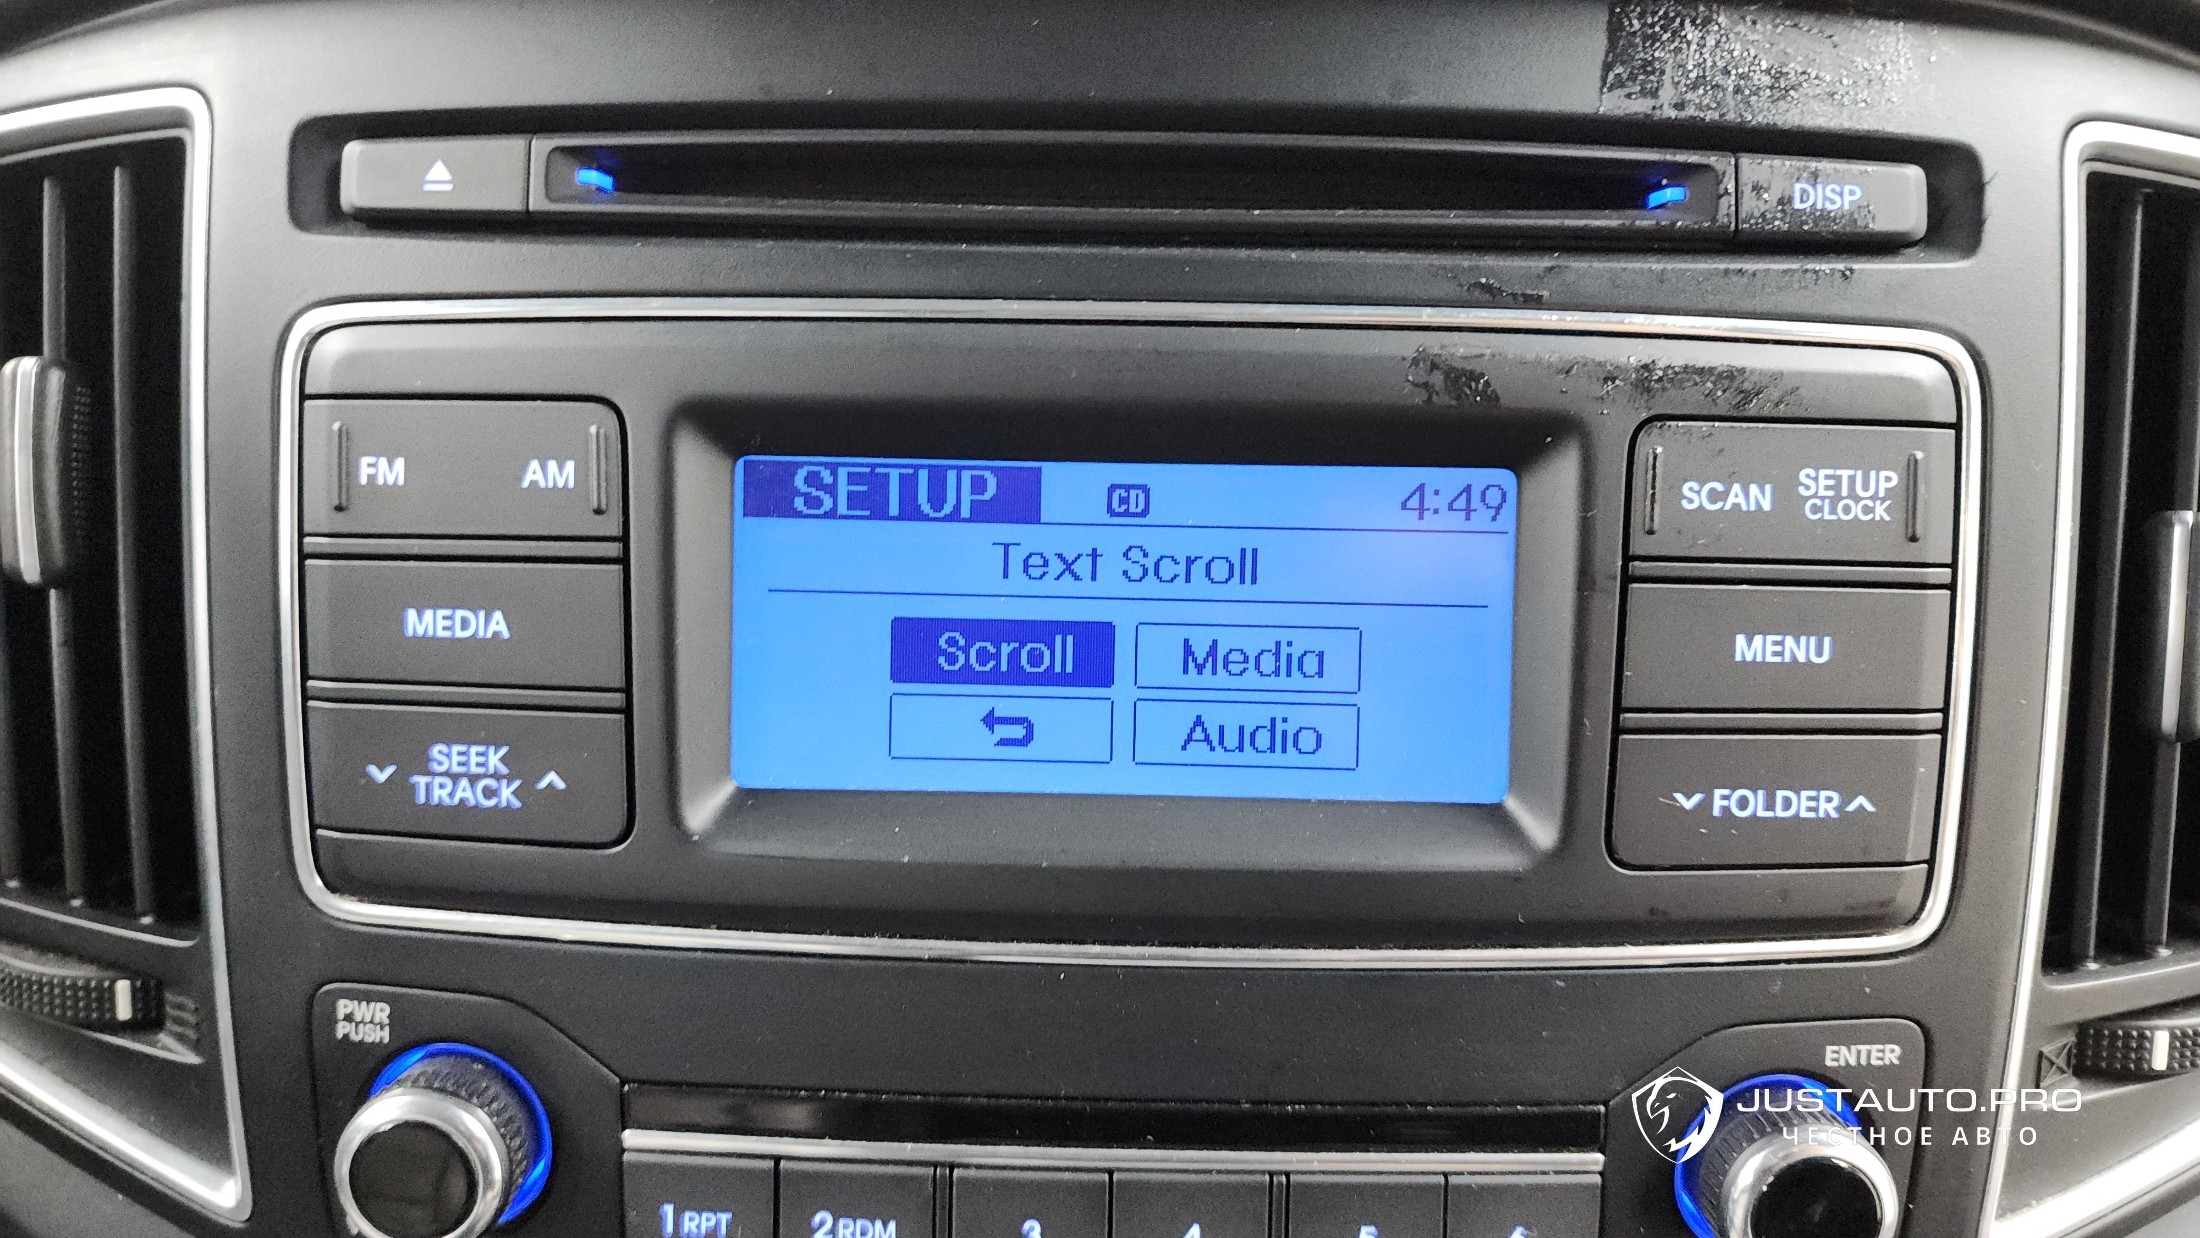 DISP
FM AM
SCAN SETUP
CLOCK
SETUP CD 4:49
Text Scroll
MEDIA
Scroll Media
MENU
SEEK
TRACK
Audio
FOLDER
PWR
PUSH
ENTER
JUSTAUTO.PRO
ЧЕСТНОЕ АВТО
1 RPT 2 RDM 3 4 5 6